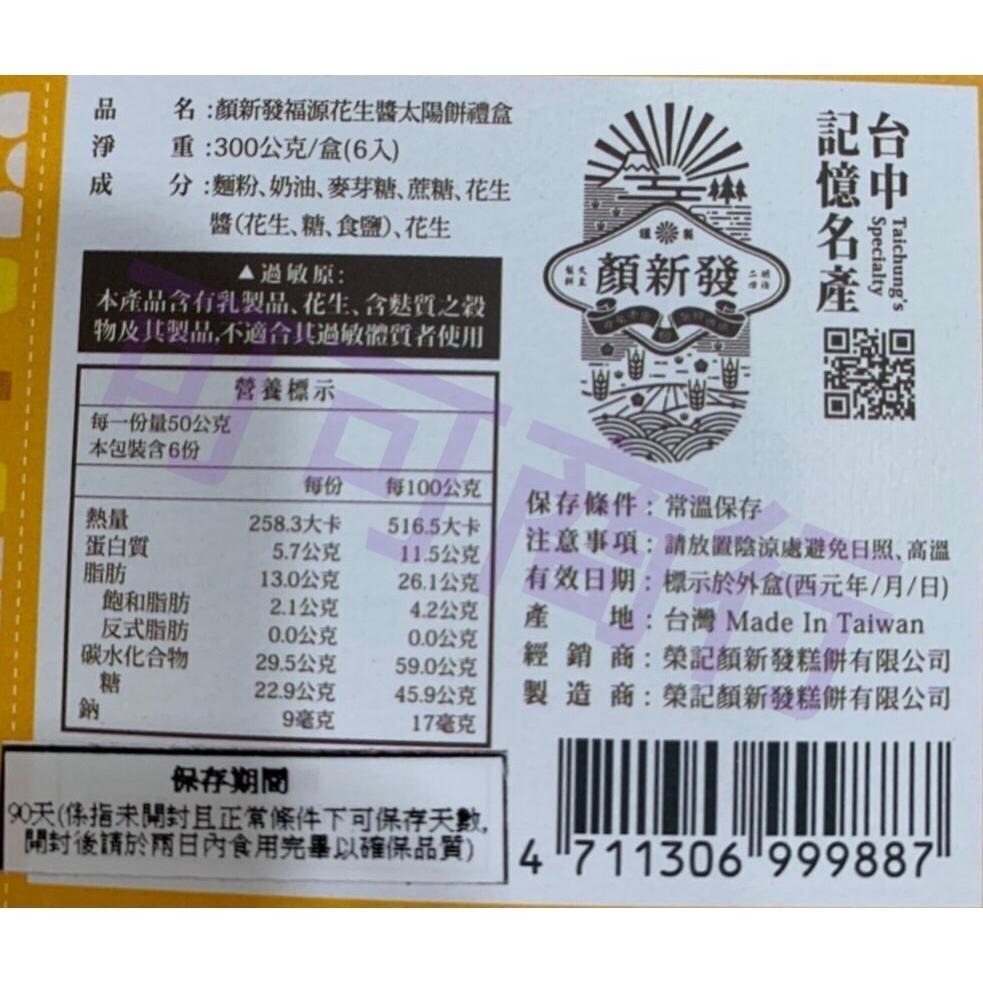 品名:顏新發福源花生醬太陽餅禮盒
淨重:300公克/盒(6入)
成分:麵粉、奶油、麥芽糖、蔗糖、花生
醬(花生、糖、食鹽)、花生
▲過敏原:
本產品含有乳製品、花生、含麩質之穀
物及其製品,不適合其過敏體質者使用
營養標示
每一份量50公克
本包裝含6份
每份 每100公克
熱量 258.3大卡 516.5大卡
蛋白質 5.7公克 11.5公克
脂肪 13.0公克 26.1公克
飽和脂肪 2.1公克 4.2公克
反式脂肪 0.0公克 0.0公克
碳水化合物 29.5公克 59.0公克
糖 22.9公克 45.9公克
鈉 9毫克 17毫克
保存期間
90天(係指未開封且正常條件下可保存天數,
開封後請於兩日內食用完畢以確保品質)
謹製
顏新發
台中
記憶名產
Taichung's
Specialty
保存條件：常溫保存
注意事項：請放置陰涼處避免日照、高溫
有效日期：標示於外盒(西元年/月/日)
產地：台灣 Made In Taiwan
經銷商：榮記顏新發糕餅有限公司
製造商：榮記顏新發糕餅有限公司
4 711306 999887
可可商行